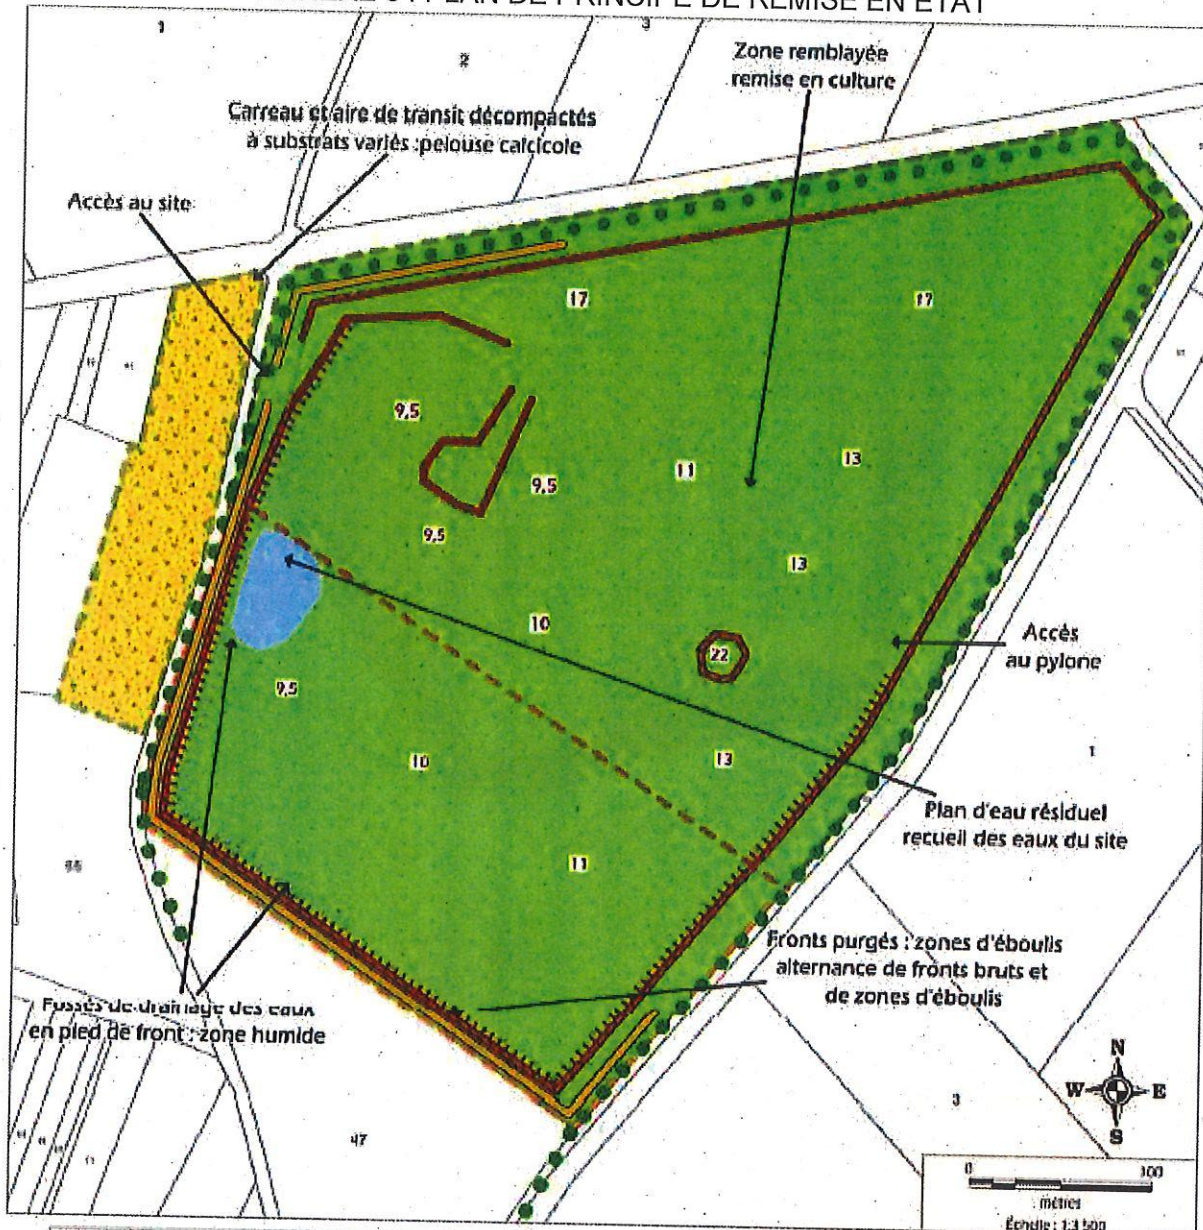 PLAN DE PRINCIPE DE REMISE EN ETAT
1
2
3
Zone remblayée
remise en culture
Carreau et aire de transit décompactés
à substrats variés : pelouse calcicole
Accès au site
17
17
9,5
11
13
9,5
9,5
13
10
22
Accès
au pylone
9,5
10
13
1
Plan d'eau résiduel
recueil des eaux du site
11
Fronts purgés : zones d'éboulis
alternance de fronts bruts et
de zones d'éboulis
Fossés de drainage des eaux
en pied de front : zone humide
N
W E
S
3
47
0 100
mètres
Échelle : 1:3 500